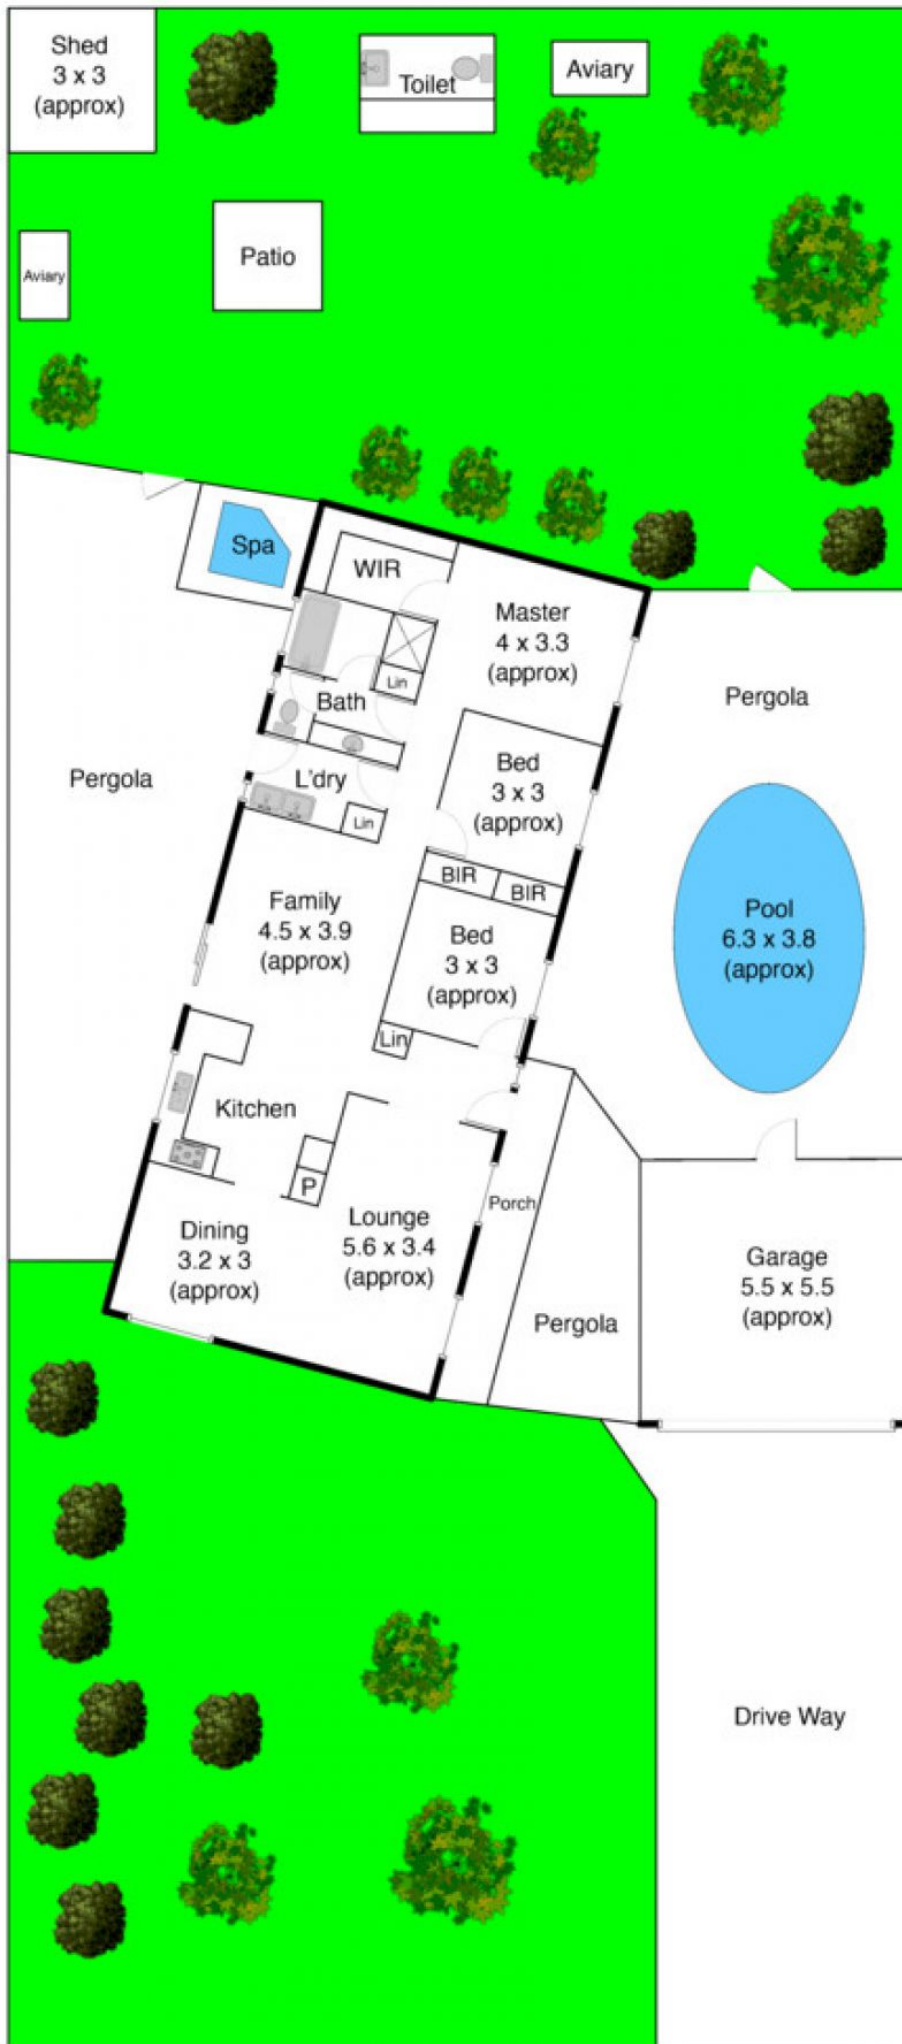 Shed
3 x 3
(approx)
Toilet
Aviary
Aviary
Patio
Spa
WIR
Master
4 x 3.3
(approx)
Lin
Bath
Pergola
Pergola
L'dry
Bed
3 x 3
(approx)
Lin
BIR
BIR
Family
4.5 x 3.9
(approx)
Bed
3 x 3
(approx)
Pool
6.3 x 3.8
(approx)
Lin
Kitchen
P
Porch
Dining
3.2 x 3
(approx)
Lounge
5.6 x 3.4
(approx)
Garage
5.5 x 5.5
(approx)
Pergola
Drive Way